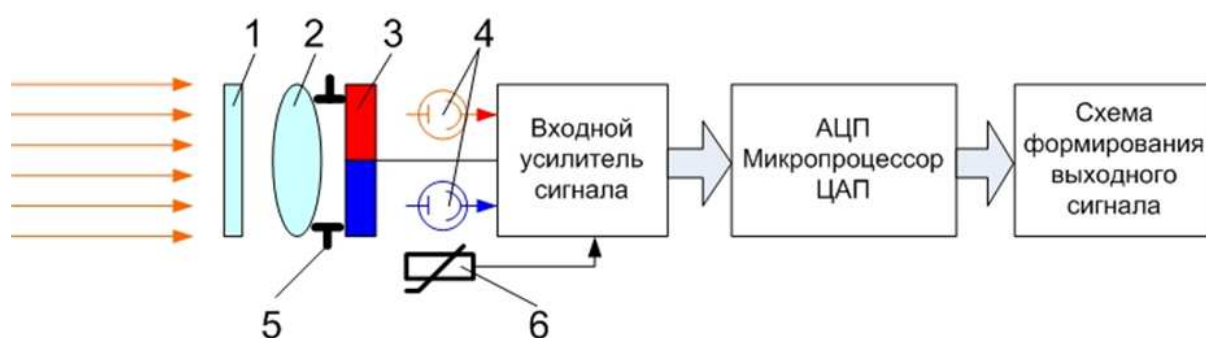 1
2
3
4
Входной
усилитель
сигнала
АЦП
Микропроцессор
ЦАП
Схема
формирования
выходного
сигнала
5
6